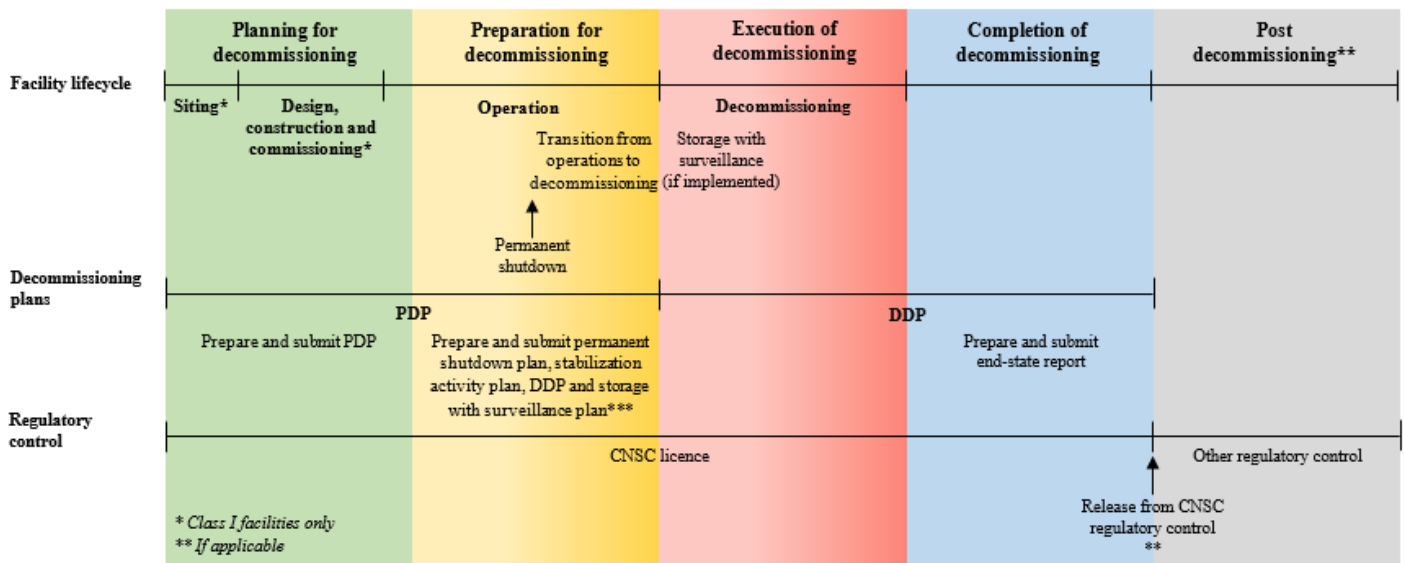 Planning for
decommissioning
Preparation for
decommissioning
Execution of
decommissioning
Completion of
decommissioning
Post
decommissioning**
Facility lifecycle
Siting*
Design,
construction and
commissioning*
Operation
Decommissioning
Transition from
operations to
decommissioning
Storage with
surveillance
(if implemented)
Permanent
shutdown
Decommissioning
plans
PDP
DDP
Prepare and submit PDP
Prepare and submit permanent
shutdown plan, stabilization
activity plan, DDP and storage
with surveillance plan***
Prepare and submit
end-state report
Regulatory
control
CNSC licence
Other regulatory control
Release from CNSC
regulatory control
**
* Class I facilities only
** If applicable